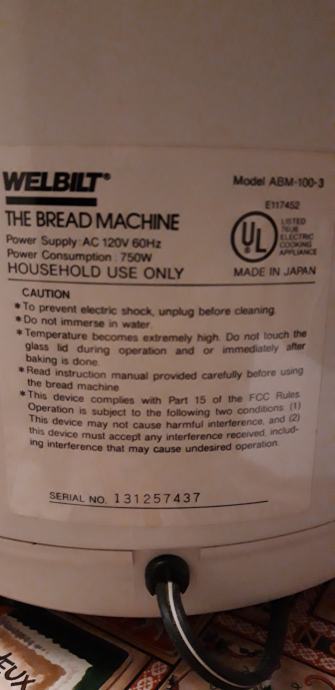 WELBILT®
Model ABM-100-3
THE BREAD MACHINE
Power Supply: AC 120V 60Hz
Power Consumption : 750W
HOUSEHOLD USE ONLY
E117452
UL
LISTED
ELECTRIC
COOKING
APPLIANCE
MADE IN JAPAN
CAUTION
* To prevent electric shock, unplug before cleaning.
* Do not immerse in water.
* Temperature becomes extremely high. Do not touch the
glass lid during operation and or immediately after
baking is done.
* Read instruction manual provided carefully before using
the bread machine.
* This device complies with Part 15 of the FCC Rules.
Operation is subject to the following two conditions: (1)
This device may not cause harmful interference, and (2)
this device must accept any interference received, includ-
ing interference that may cause undesired operation.
SERIAL NO. 131257437